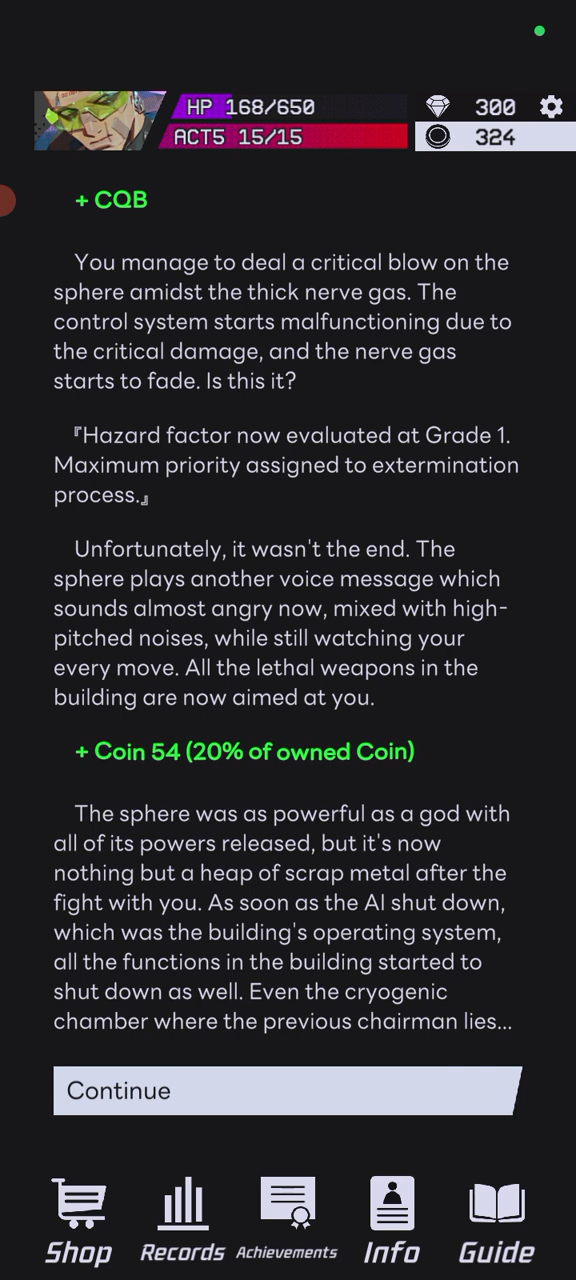 HP 168/650
300
ACT5 15/15
324
+ CQB
You manage to deal a critical blow on the
sphere amidst the thick nerve gas. The
control system starts malfunctioning due to
the critical damage, and the nerve gas
starts to fade. Is this it?
『Hazard factor now evaluated at Grade 1.
Maximum priority assigned to extermination
process.』
Unfortunately, it wasn't the end. The
sphere plays another voice message which
sounds almost angry now, mixed with high-
pitched noises, while still watching your
every move. All the lethal weapons in the
building are now aimed at you.
+ Coin 54 (20% of owned Coin)
The sphere was as powerful as a god with
all of its powers released, but it's now
nothing but a heap of scrap metal after the
fight with you. As soon as the AI shut down,
which was the building's operating system,
all the functions in the building started to
shut down as well. Even the cryogenic
chamber where the previous chairman lies...
Continue
Shop
Records
Achievements
Info
Guide